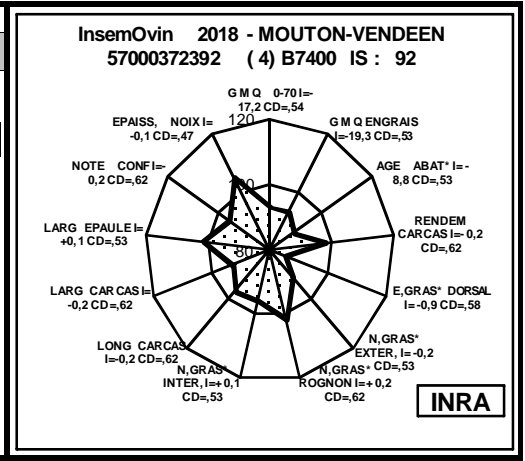 InsemOvin 2018 - MOUTON-VENDEEN
57000372392 ( 4) B7400 IS : 92
G M Q 0-70 I=-
17,2 CD=,54
G M Q ENGRAIS
I=-19,3 CD=,53
AGE ABAT* I= -
8,8 CD=,53
RENDEM
CARCAS I= - 0,2
CD=,62
E,GRAS* DORSAL
I= -0,9 CD=,58
N,GRAS*
EXTER, I= -0,2
CD=,53
N,GRAS*
ROGNON I= + 0,2
CD=,62
N,GRAS*
INTER, I= + 0,1
CD=,53
LONG CARCAS
I=-0,2 CD=,62
LARG CARCAS I=
-0,2 CD=,62
LARG EPAULE I=
+0,1 CD=,53
NOTE CONF I= -
0,2 CD=,62
EPAISS, NOIX I=
-0,1 CD=,47
120
100
80
INRA